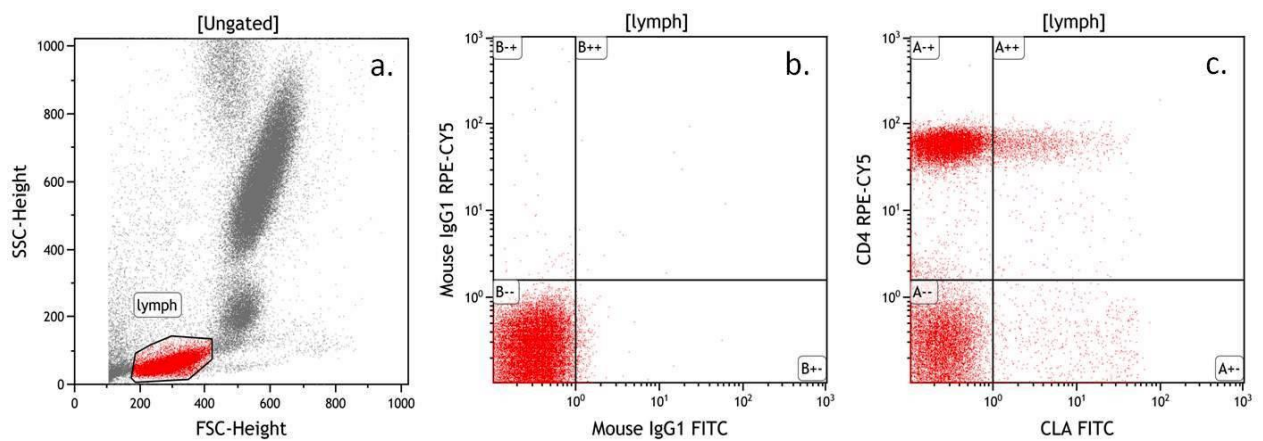 [Ungated]
a.
1000
800
600
400
200
0
SSC-Height
lymph
0 200 400 600 800 1000
FSC-Height
[lymph]
b.
B-+ B++
10³
10²
10¹
10⁰
Mouse IgG1 RPE-CY5
B-- B+-
10⁰ 10¹ 10² 10³
Mouse IgG1 FITC
[lymph]
c.
A-+ A++
10³
10²
10¹
10⁰
CD4 RPE-CY5
A-- A+-
10⁰ 10¹ 10² 10³
CLA FITC